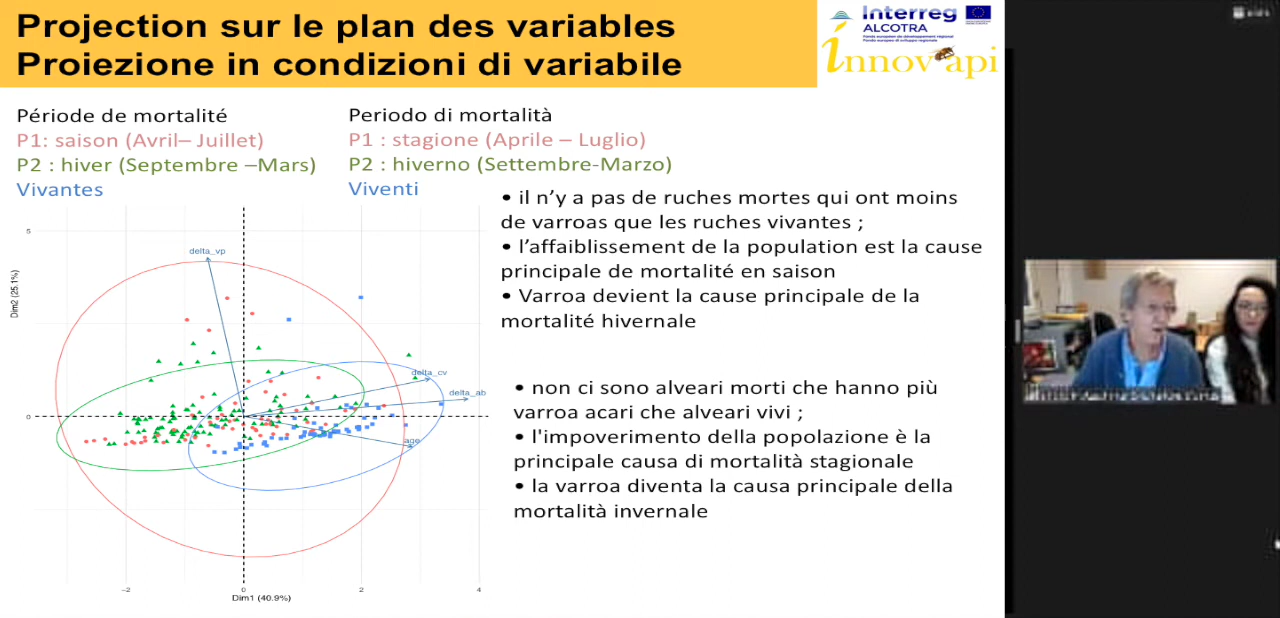 Projection sur le plan des variables
Proiezione in condizioni di variabile
Interreg
ALCOTRA
innov'api
Période de mortalité
P1: saison (Avril– Juillet)
P2 : hiver (Septembre –Mars)
Vivantes
Periodo di mortalità
P1 : stagione (Aprile – Luglio)
P2 : hiverno (Settembre-Marzo)
Viventi
• il n’y a pas de ruches mortes qui ont moins
de varroas que les ruches vivantes ;
• l’affaiblissement de la population est la cause
principale de mortalité en saison
• Varroa devient la cause principale de la
mortalité hivernale
• non ci sono alveari morti che hanno più
varroa acari che alveari vivi ;
• l'impoverimento della popolazione è la
principale causa di mortalità stagionale
• la varroa diventa la causa principale della
mortalità invernale
5
delta_vp
Dim2 (25.1%)
delta_cv
delta_ab
0
age
−2
0
2
4
Dim1 (40.9%)